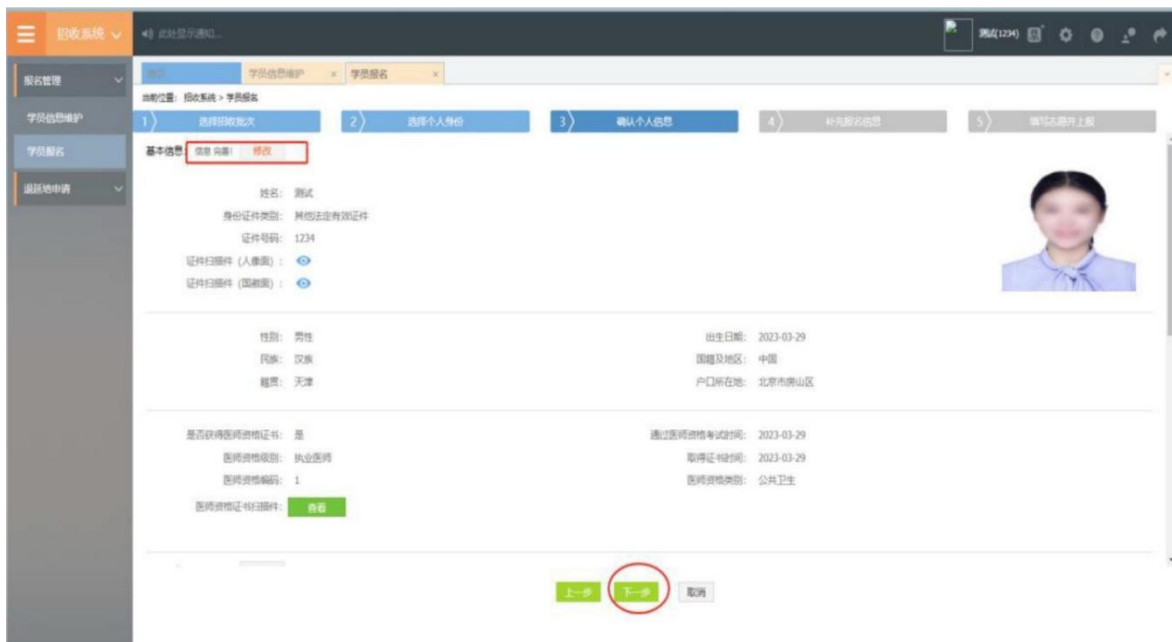 招收系统
此处显示通知...
测试(1234)
报名管理
学员信息维护
学员报名
退延地申请
首页
学员信息维护 ×
学员报名 ×
当前位置： 招收系统 > 学员报名
1 选择招收批次
2 选择个人身份
3 确认个人信息
4 补充报名信息
5 填写志愿并上报
基本信息: 信息 完善! 修改
姓名： 测试
身份证件类别： 其他法定有效证件
证件号码： 1234
证件扫描件（人像面）：
证件扫描件（国徽面）：
性别： 男性
出生日期： 2023-03-29
民族： 汉族
国籍及地区： 中国
籍贯： 天津
户口所在地： 北京市房山区
是否获得医师资格证书： 是
通过医师资格考试时间： 2023-03-29
医师资格级别： 执业医师
取得证书时间： 2023-03-29
医师资格编码： 1
医师资格类别： 公共卫生
医师资格证书扫描件： 查看
上一步 下一步 取消